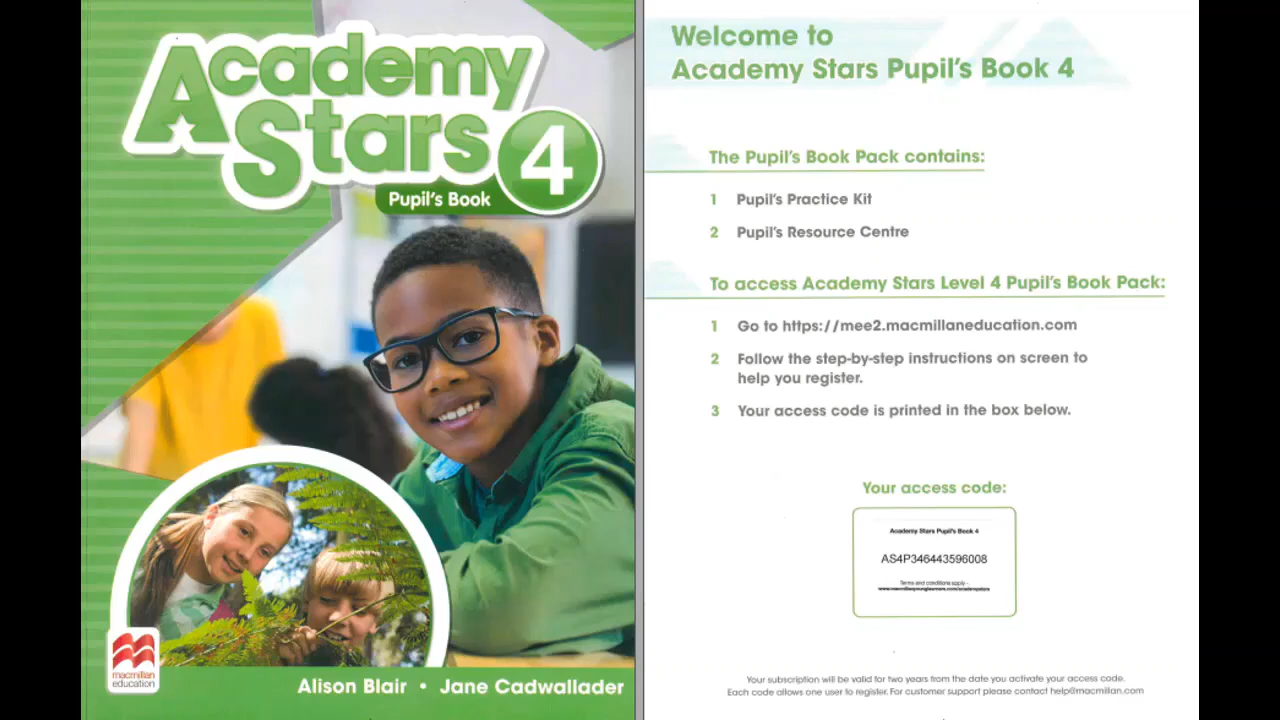 Academy
Stars 4
Pupil's Book
macmillan
education
Alison Blair • Jane Cadwallader
Welcome to
Academy Stars Pupil's Book 4
The Pupil's Book Pack contains:
1 Pupil's Practice Kit
2 Pupil's Resource Centre
To access Academy Stars Level 4 Pupil's Book Pack:
1 Go to https://mee2.macmillaneducation.com
2 Follow the step-by-step instructions on screen to
help you register.
3 Your access code is printed in the box below.
Your access code:
Academy Stars Pupil's Book 4
AS4P346443596008
Terms and conditions apply -
www.macmillanyounglearners.com/academystars
Your subscription will be valid for two years from the date you activate your access code.
Each code allows one user to register. For customer support please contact help@macmillan.com